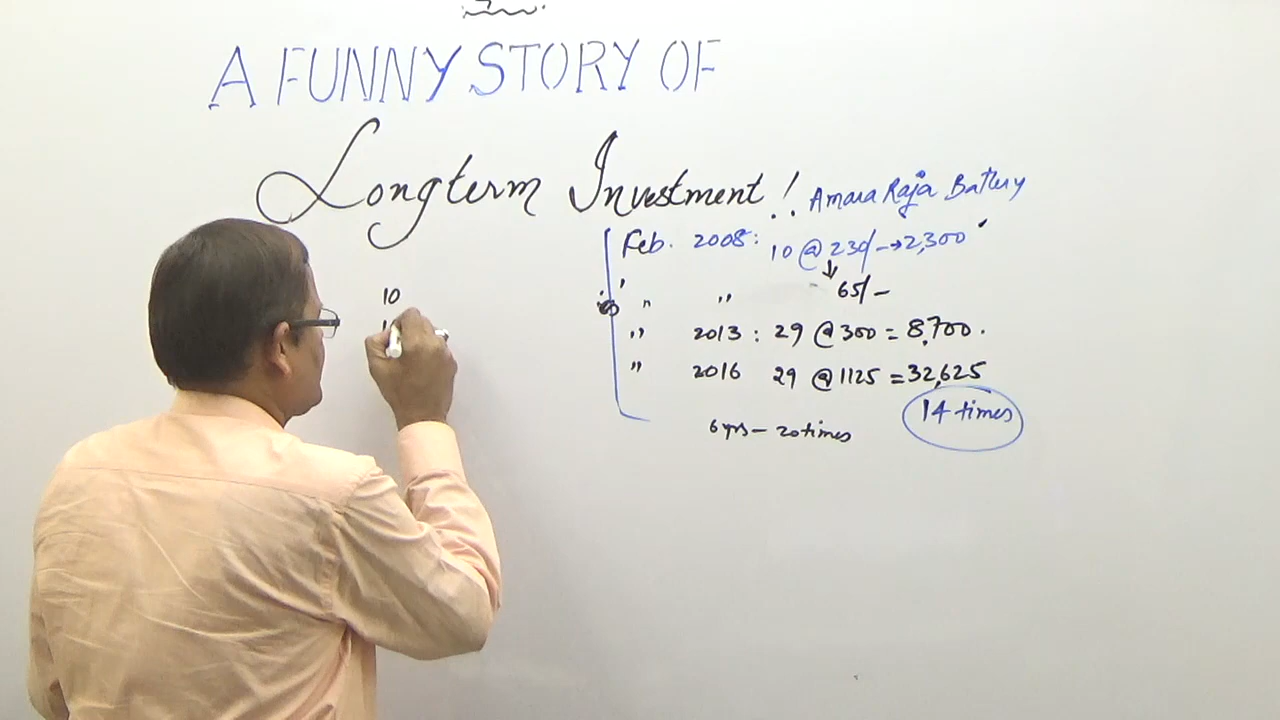 A FUNNY STORY OF
Longterm Investment!..
Amara Raja Battery
Feb. 2008: 10 @ 230/- → 2,300
" " 65/-
" 2013: 29 @ 300 = 8,700.
" 2016 29 @ 1125 = 32,625
14 times
6 yrs - 20 times
10